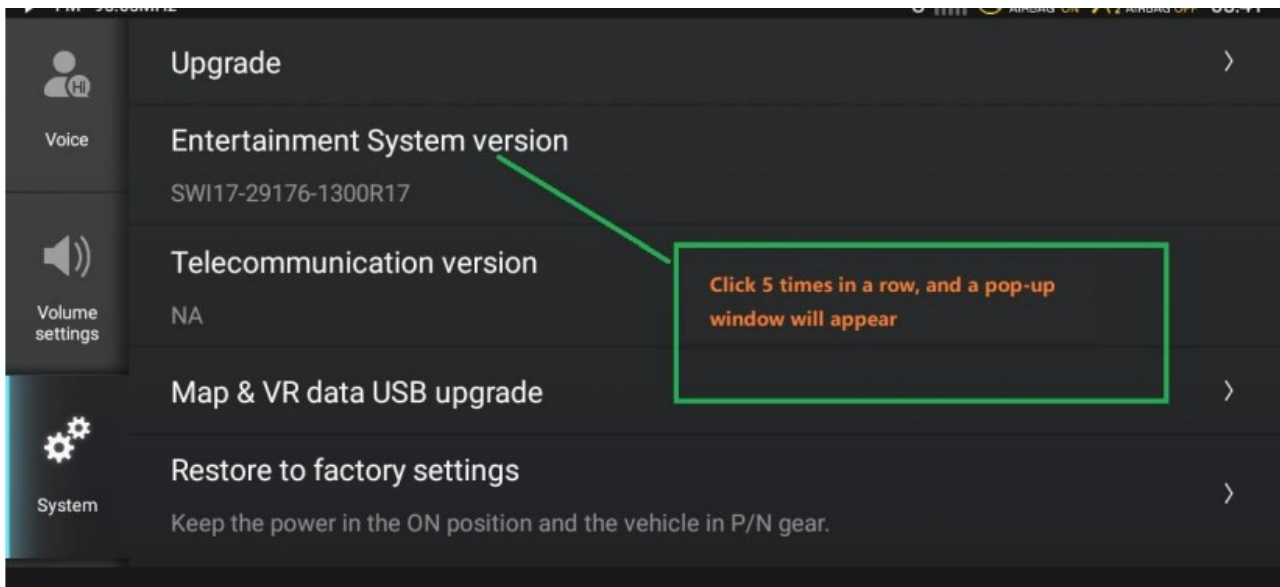 Upgrade
Hi
Voice
Entertainment System version
SWI17-29176-1300R17
Telecommunication version
NA
Click 5 times in a row, and a pop-up
window will appear
Volume
settings
Map & VR data USB upgrade
Restore to factory settings
System
Keep the power in the ON position and the vehicle in P/N gear.